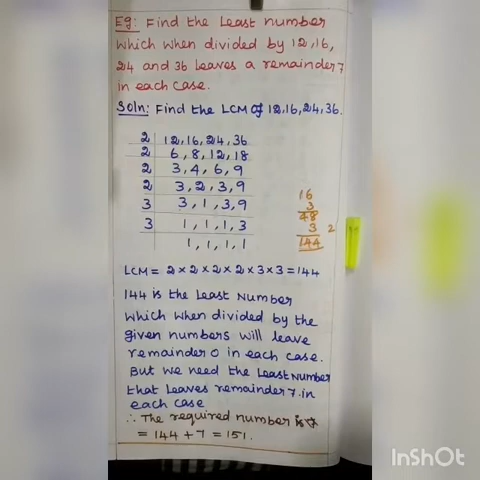 Eg: Find the Least number
which when divided by 12,16,
24 and 36 leaves a remainder 7
in each case.
Soln: Find the LCM of 12,16,24,36.
2 12,16,24,36
2 6,8,12,18
2 3,4,6,9
2 3,2,3,9
3 3,1,3,9
3 1,1,1,3
1,1,1,1
16
3
48
3 2
144
LCM = 2×2×2×2×3×3=144
144 is the Least Number
which when divided by the
given numbers will leave
remainder 0 in each case.
But we need the Least Number
that leaves remainder 7 in
each case
∴ The required number is
= 144 + 7 = 151.
InShOt